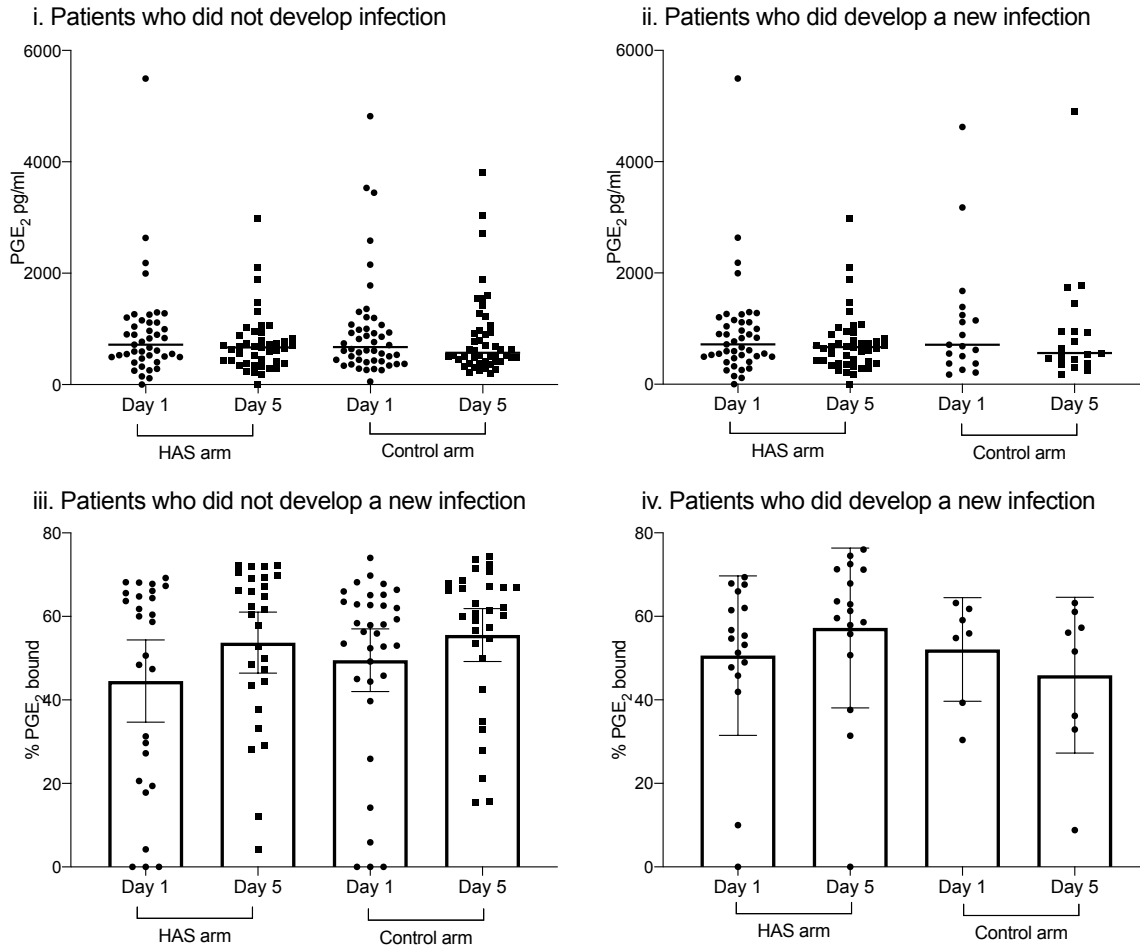 i. Patients who did not develop infection
6000
4000
2000
0
PGE2 pg/ml
Day 1
Day 5
Day 1
Day 5
HAS arm
Control arm
ii. Patients who did develop a new infection
6000
4000
2000
0
PGE2 pg/ml
Day 1
Day 5
Day 1
Day 5
HAS arm
Control arm
iii. Patients who did not develop a new infection
80
60
40
20
0
% PGE2 bound
Day 1
Day 5
Day 1
Day 5
HAS arm
Control arm
iv. Patients who did develop a new infection
80
60
40
20
0
% PGE2 bound
Day 1
Day 5
Day 1
Day 5
HAS arm
Control arm